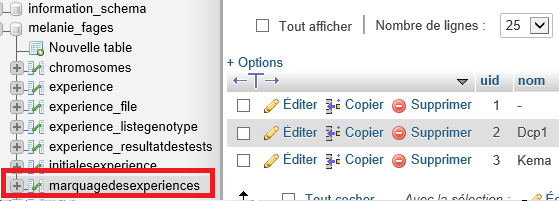 information_schema
melanie_fages
Nouvelle table
chromosomes
experience
experience_file
experience_listegenotype
experience_resultatdestests
initialesexperience
marquagedesexperiences
Tout afficher Nombre de lignes : 25
+ Options
←T→ uid nom
Éditer Copier Supprimer 1 -
Éditer Copier Supprimer 2 Dcp1
Éditer Copier Supprimer 3 Kema
Tout cocher Avec la sélection :